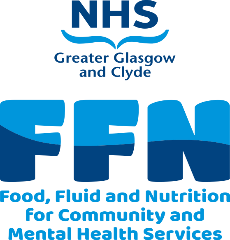 NHS
Greater Glasgow
and Clyde
FFN
Food, Fluid and Nutrition
for Community and
Mental Health Services